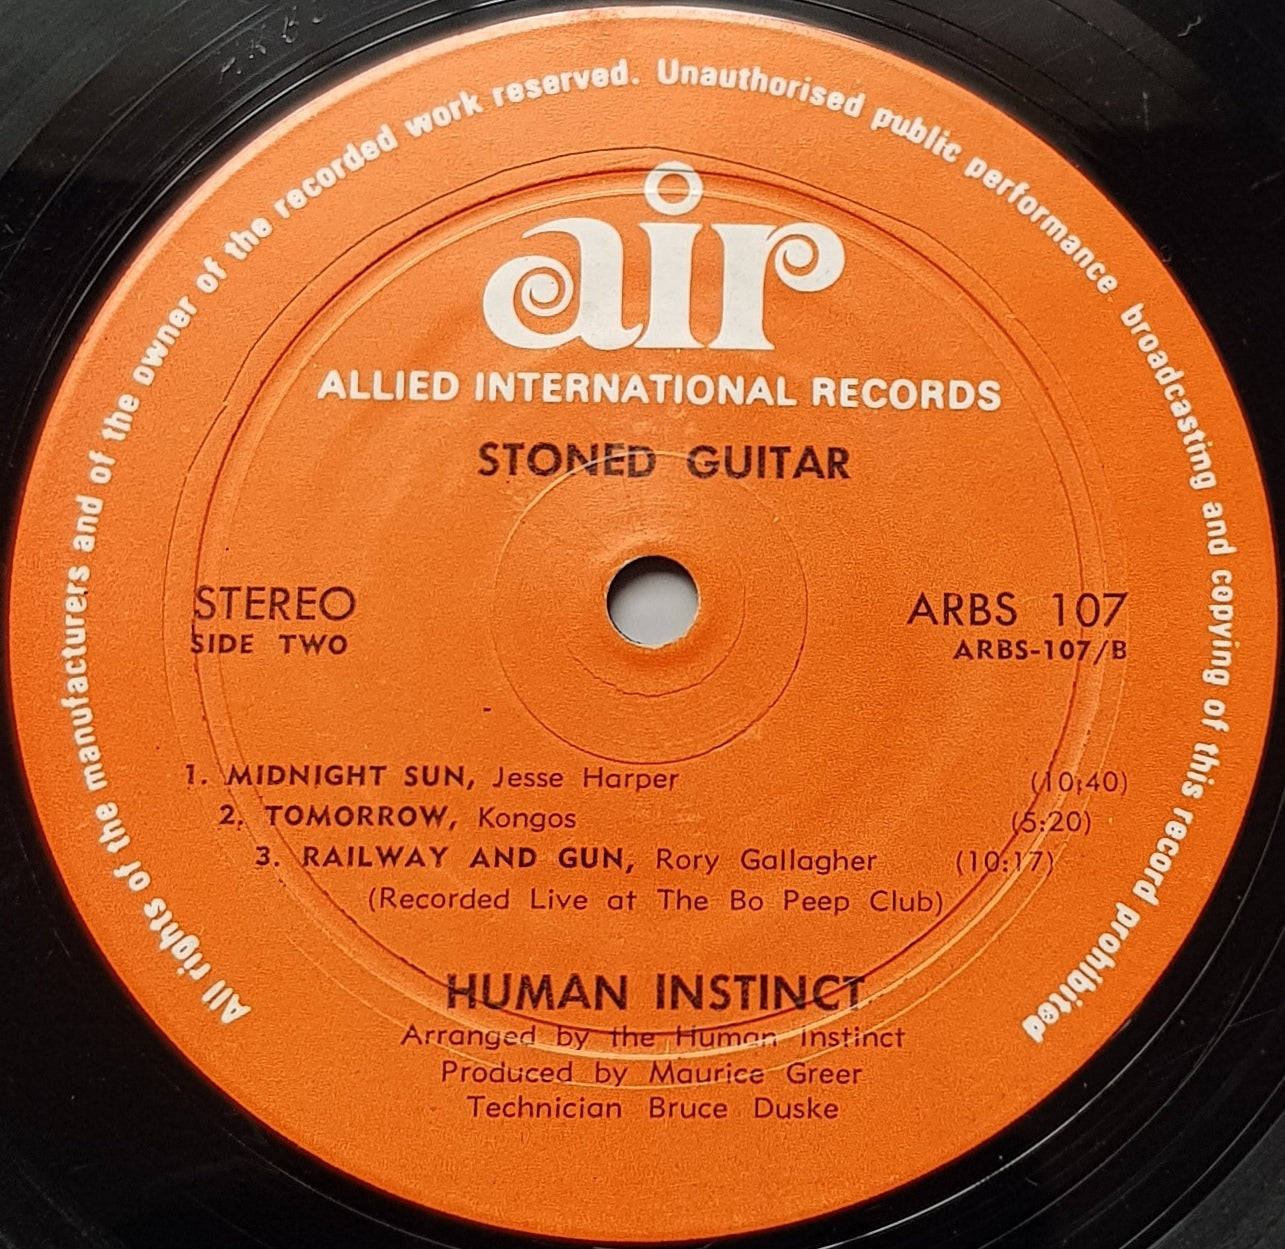 All rights of the manufacturers and of the owner of the recorded work reserved. Unauthorised public performance broadcasting and copying of this record prohibited
air
ALLIED INTERNATIONAL RECORDS
STONED GUITAR
STEREO ARBS 107
SIDE TWO ARBS-107/B
1. MIDNIGHT SUN, Jesse Harper (10:40)
2. TOMORROW, Kongos (5:20)
3. RAILWAY AND GUN, Rory Gallagher (10:17)
(Recorded Live at The Bo Peep Club)
HUMAN INSTINCT
Arranged by the Human Instinct
Produced by Maurice Greer
Technician Bruce Duske